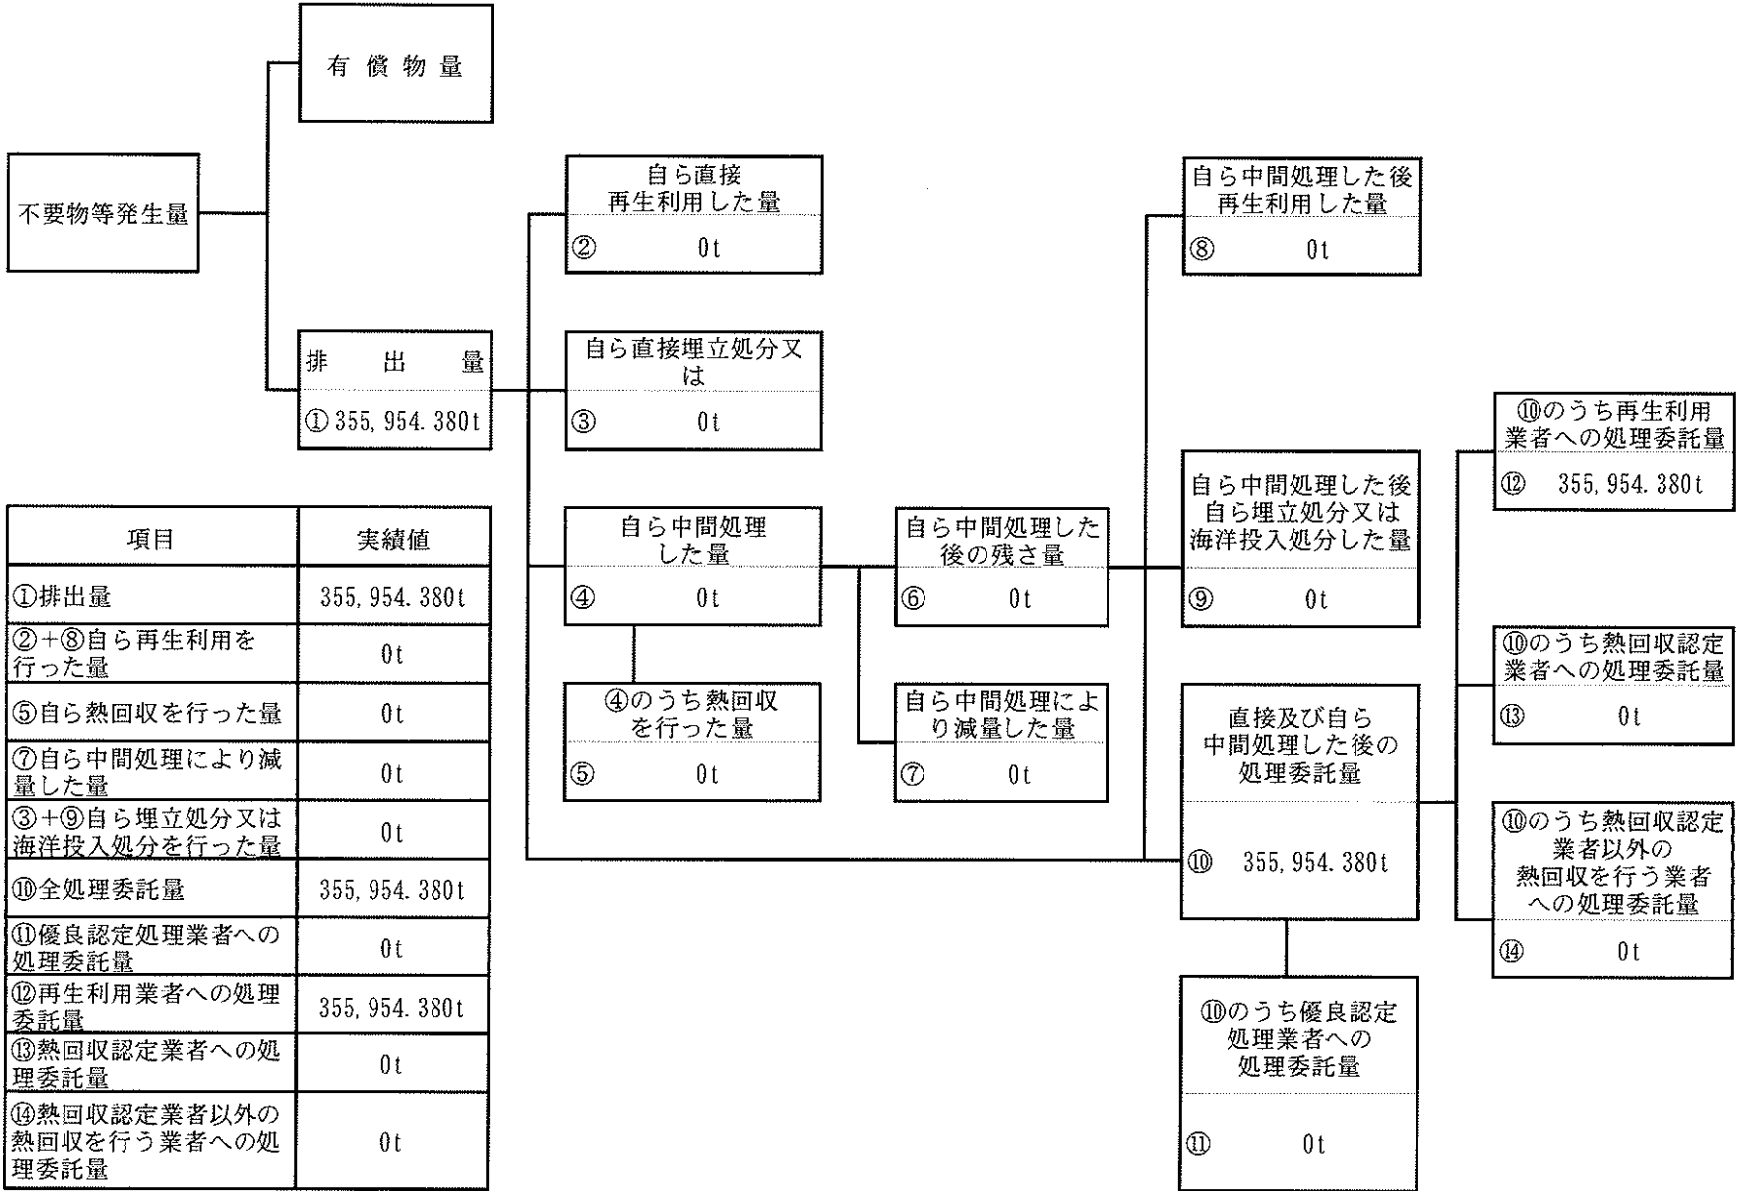 有償物量
不要物等発生量
排出量
①355,954.380t
自ら直接
再生利用した量
② 0t
自ら直接埋立処分又
は
③ 0t
自ら中間処理
した量
④ 0t
④のうち熱回収
を行った量
⑤ 0t
自ら中間処理した
後の残さ量
⑥ 0t
自ら中間処理によ
り減量した量
⑦ 0t
自ら中間処理した後
再生利用した量
⑧ 0t
自ら中間処理した後
自ら埋立処分又は
海洋投入処分した量
⑨ 0t
直接及び自ら
中間処理した後の
処理委託量
⑩ 355,954.380t
⑩のうち優良認定
処理業者への
処理委託量
⑪ 0t
⑩のうち再生利用
業者への処理委託量
⑫ 355,954.380t
⑩のうち熱回収認定
業者への処理委託量
⑬ 0t
⑩のうち熱回収認定
業者以外の
熱回収を行う業者
への処理委託量
⑭ 0t
項目 実績値
①排出量 355,954.380t
②+⑧自ら再生利用を
行った量 0t
⑤自ら熱回収を行った量 0t
⑦自ら中間処理により減
量した量 0t
③+⑨自ら埋立処分又は
海洋投入処分を行った量 0t
⑩全処理委託量 355,954.380t
⑪優良認定処理業者への
処理委託量 0t
⑫再生利用業者への処理
委託量 355,954.380t
⑬熱回収認定業者への処
理委託量 0t
⑭熱回収認定業者以外の
熱回収を行う業者への処
理委託量 0t